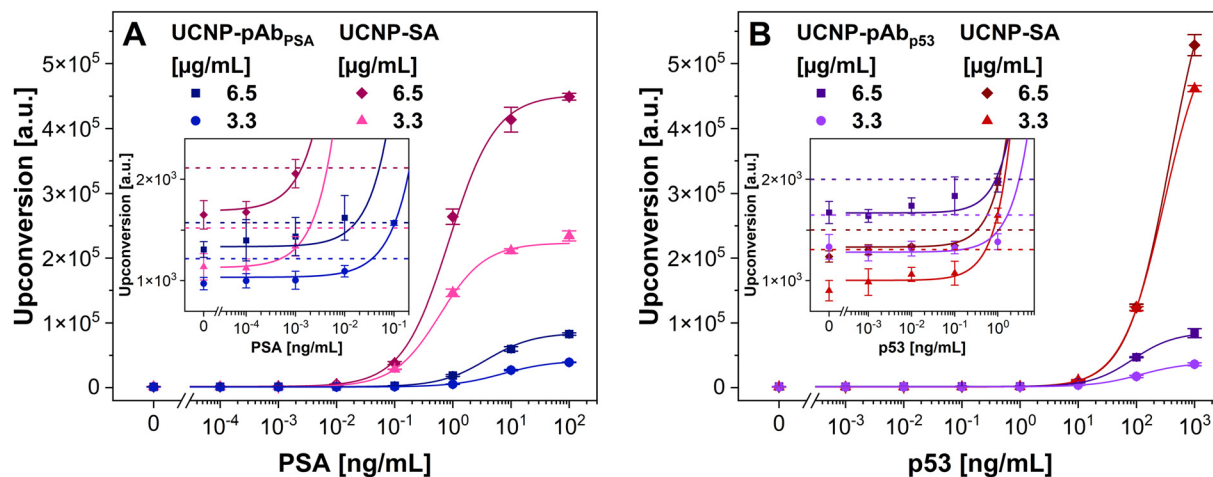 A
UCNP-pAbPSA UCNP-SA
[µg/mL] [µg/mL]
6.5 6.5
3.3 3.3
Upconversion [a.u.]
5×10⁵
4×10⁵
3×10⁵
2×10⁵
1×10⁵
0
Upconversion [a.u.]
2×10³
1×10³
0 10⁻⁴ 10⁻³ 10⁻² 10⁻¹
PSA [ng/mL]
0 10⁻⁴ 10⁻³ 10⁻² 10⁻¹ 10⁰ 10¹ 10²
PSA [ng/mL]
B
UCNP-pAbp53 UCNP-SA
[µg/mL] [µg/mL]
6.5 6.5
3.3 3.3
Upconversion [a.u.]
5×10⁵
4×10⁵
3×10⁵
2×10⁵
1×10⁵
0
Upconversion [a.u.]
2×10³
1×10³
0 10⁻³ 10⁻² 10⁻¹ 10⁰
p53 [ng/mL]
0 10⁻³ 10⁻² 10⁻¹ 10⁰ 10¹ 10² 10³
p53 [ng/mL]